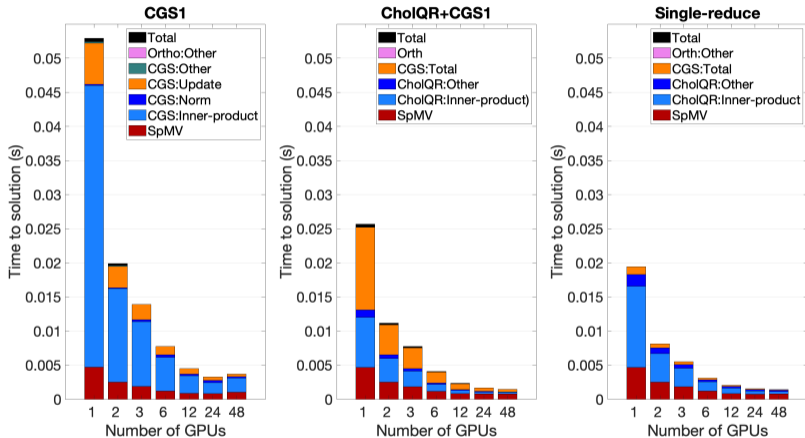 CGS1
Time to solution (s)
0.05
0.045
0.04
0.035
0.03
0.025
0.02
0.015
0.01
0.005
0
Total
Ortho:Other
CGS:Other
CGS:Update
CGS:Norm
CGS:Inner-product
SpMV
1 2 3 6 12 24 48
Number of GPUs
CholQR+CGS1
Time to solution (s)
0.05
0.045
0.04
0.035
0.03
0.025
0.02
0.015
0.01
0.005
0
Total
Orth
CGS:Total
CholQR:Other
CholQR:Inner-product)
SpMV
1 2 3 6 12 24 48
Number of GPUs
Single-reduce
Time to solution (s)
0.05
0.045
0.04
0.035
0.03
0.025
0.02
0.015
0.01
0.005
0
Total
Orth:Other
CGS:Total
CholQR:Other
CholQR:Inner-product
SpMV
1 2 3 6 12 24 48
Number of GPUs